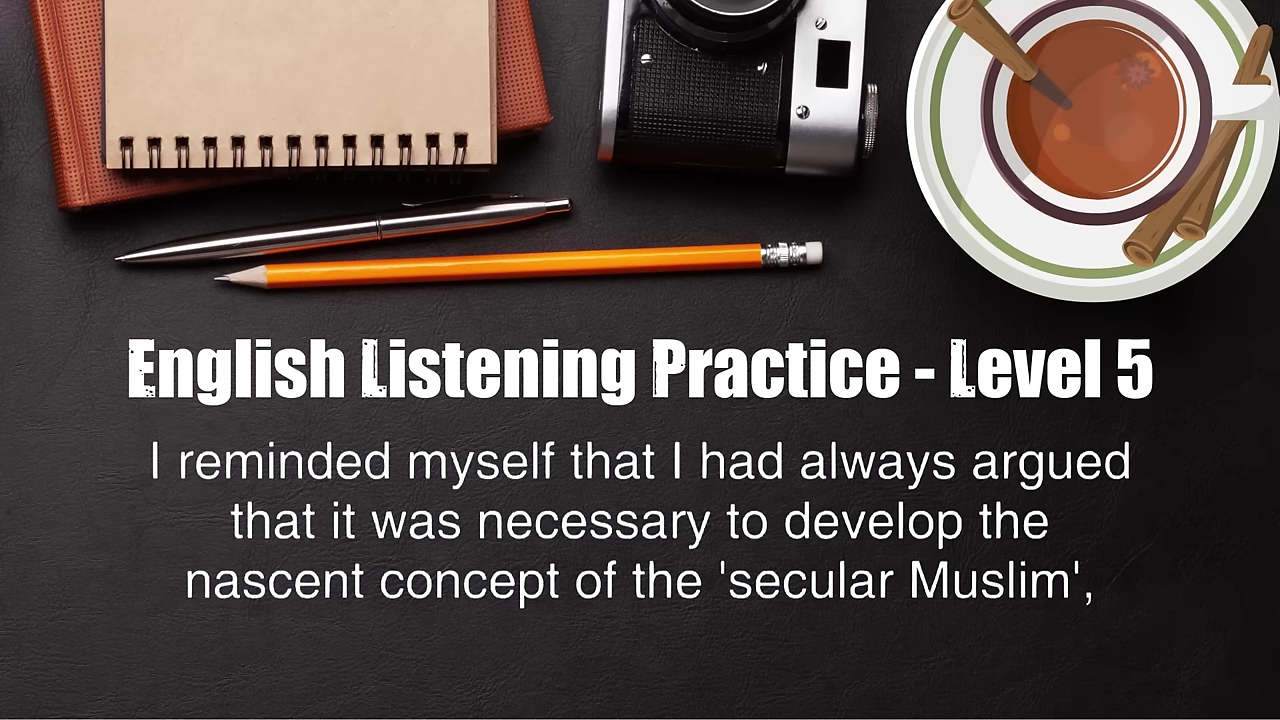 English Listening Practice - Level 5
I reminded myself that I had always argued
that it was necessary to develop the
nascent concept of the 'secular Muslim',